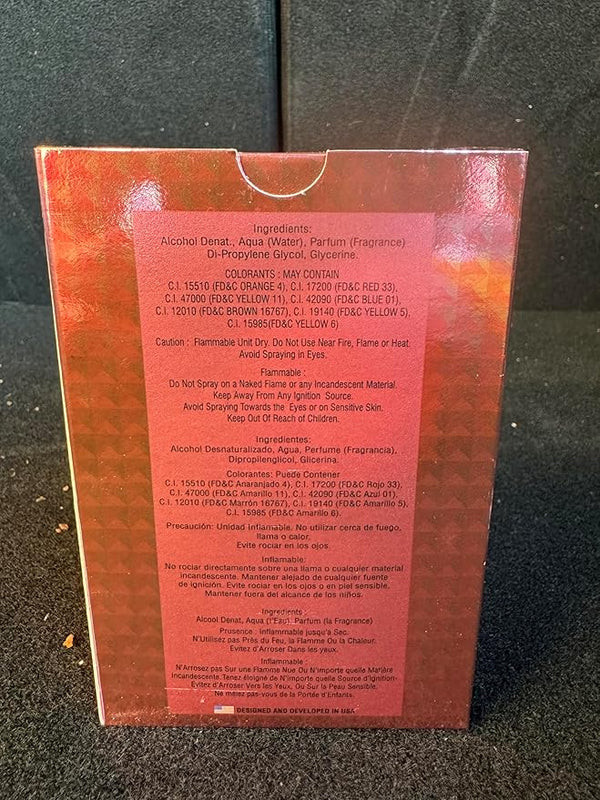 Ingredients:
Alcohol Denat., Aqua (Water), Parfum (Fragrance)
Di-Propylene Glycol, Glycerine.
COLORANTS : MAY CONTAIN
C.I. 15510 (FD&C ORANGE 4), C.I. 17200 (FD&C RED 33),
C.I. 47000 (FD&C YELLOW 11), C.I. 42090 (FD&C BLUE 01),
C.I. 12010 (FD&C BROWN 16767), C.I. 19140 (FD&C YELLOW 5),
C.I. 15985(FD&C YELLOW 6)
Caution : Flammable Unit Dry. Do Not Use Near Fire, Flame or Heat.
Avoid Spraying in Eyes.
Flammable :
Do Not Spray on a Naked Flame or any Incandescent Material.
Keep Away From Any Ignition Source.
Avoid Spraying Towards the Eyes or on Sensitive Skin.
Keep Out Of Reach of Children.
Ingredientes:
Alcohol Desnaturalizado, Agua, Perfume (Fragrancia),
Dipropilenglicol, Glicerina.
Colorantes: Puede Contener
C.I. 15510 (FD&C Anaranjado 4), C.I. 17200 (FD&C Rojo 33),
C.I. 47000 (FD&C Amarillo 11), C.I. 42090 (FD&C Azul 01),
C.I. 12010 (FD&C Marrón 16767), C.I. 19140 (FD&C Amarillo 5),
C.I. 15985 (FD&C Amarillo 6).
Precaución: Unidad inflamable. No utilizar cerca de fuego,
llama o calor.
Evite rociar en los ojos.
Inflamable:
No rociar directamente sobre una llama o cualquier material
incandescente. Mantener alejado de cualquier fuente
de ignición. Evite rociar en los ojos o en piel sensible.
Mantener fuera del alcance de los niños.
Ingredients :
Alcool Denat, Aqua (l'Eau), Parfum (la Fragrance)
Prusence : Inflammable jusqu'a Sec.
N'Utilisez pas Près du Feu, la Flamme Ou la Chaleur.
Evitez d'Arroser Dans les yeux.
Inflammable :
N'Arrosez pas Sur une Flamme Nue Ou N'importe quelle Matière
Incandescente. Tenez éloigné de N'importe quelle Source d'Ignition-
Evitez d'Arroser Vers les Yeux, Ou Sur la Peau Sensible.
Ne mélez pas-vous de la Portée d'Enfants.
DESIGNED AND DEVELOPED IN USA